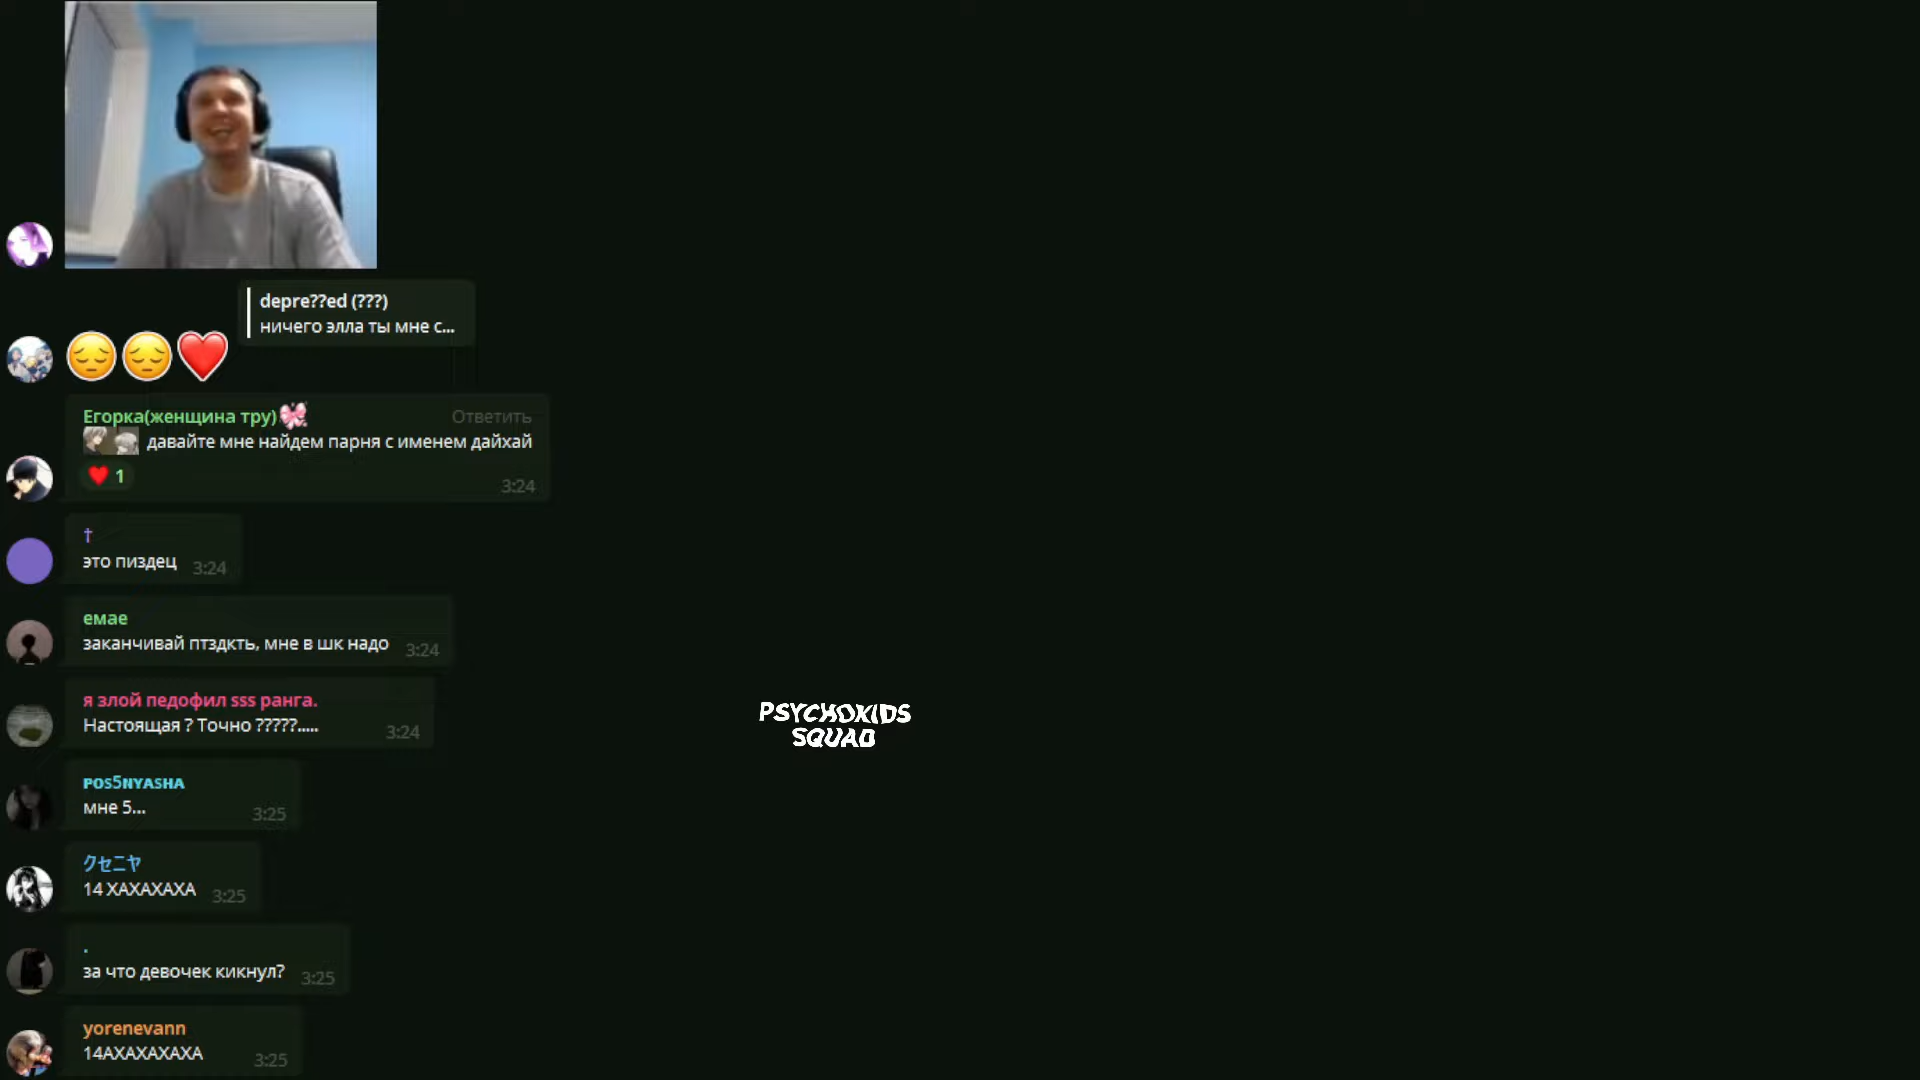 depre??ed (???)
ничего элла ты мне с...
Егорка(женщина тру)
Ответить
давайте мне найдем парня с именем дайхай
1
3:24
†
это пиздец 3:24
емае
заканчивай птздкть, мне в шк надо 3:24
я злой педофил sss ранга.
Настоящая ? Точно ?????..... 3:24
ᴘᴏs5ɴʏᴀsʜᴀ
мне 5... 3:25
クセニヤ
14 ХАХАХАХА 3:25
.
за что девочек кикнул? 3:25
yorenevann
14АХАХАХАХА 3:25
PSYCHOKIDS
SQUAD